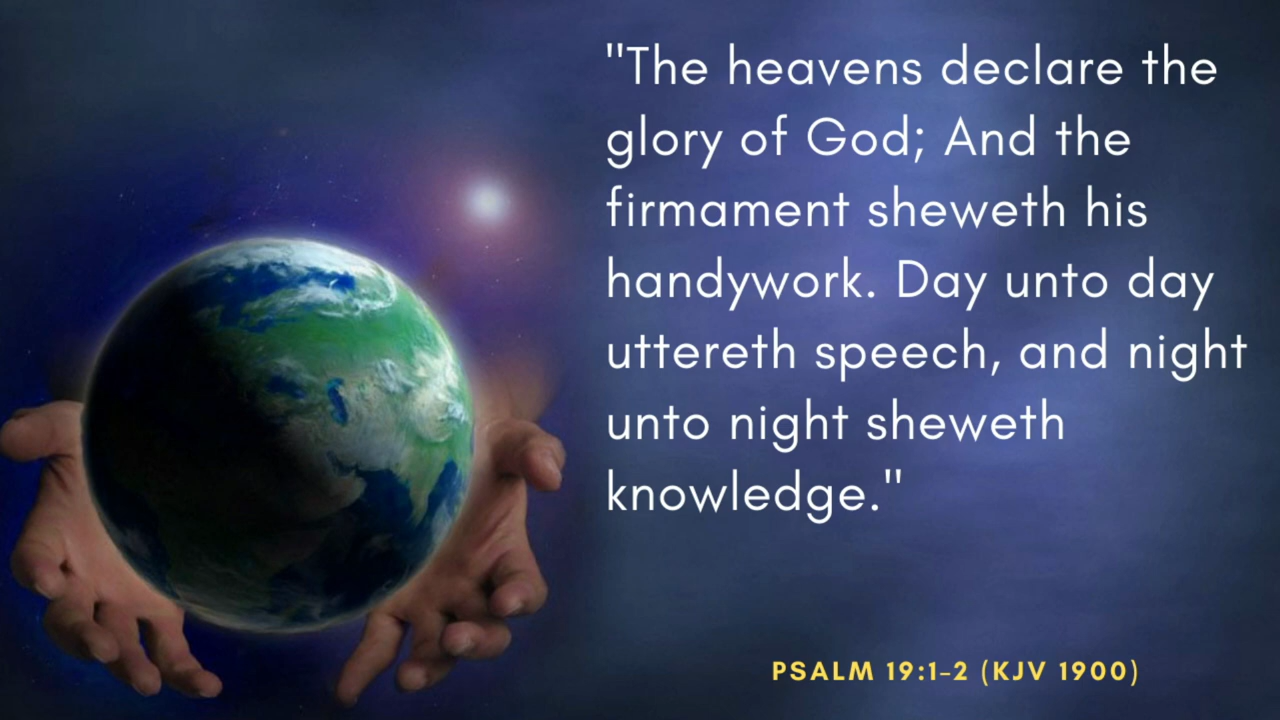 "The heavens declare the
glory of God; And the
firmament sheweth his
handywork. Day unto day
uttereth speech, and night
unto night sheweth
knowledge."
PSALM 19:1-2 (KJV 1900)